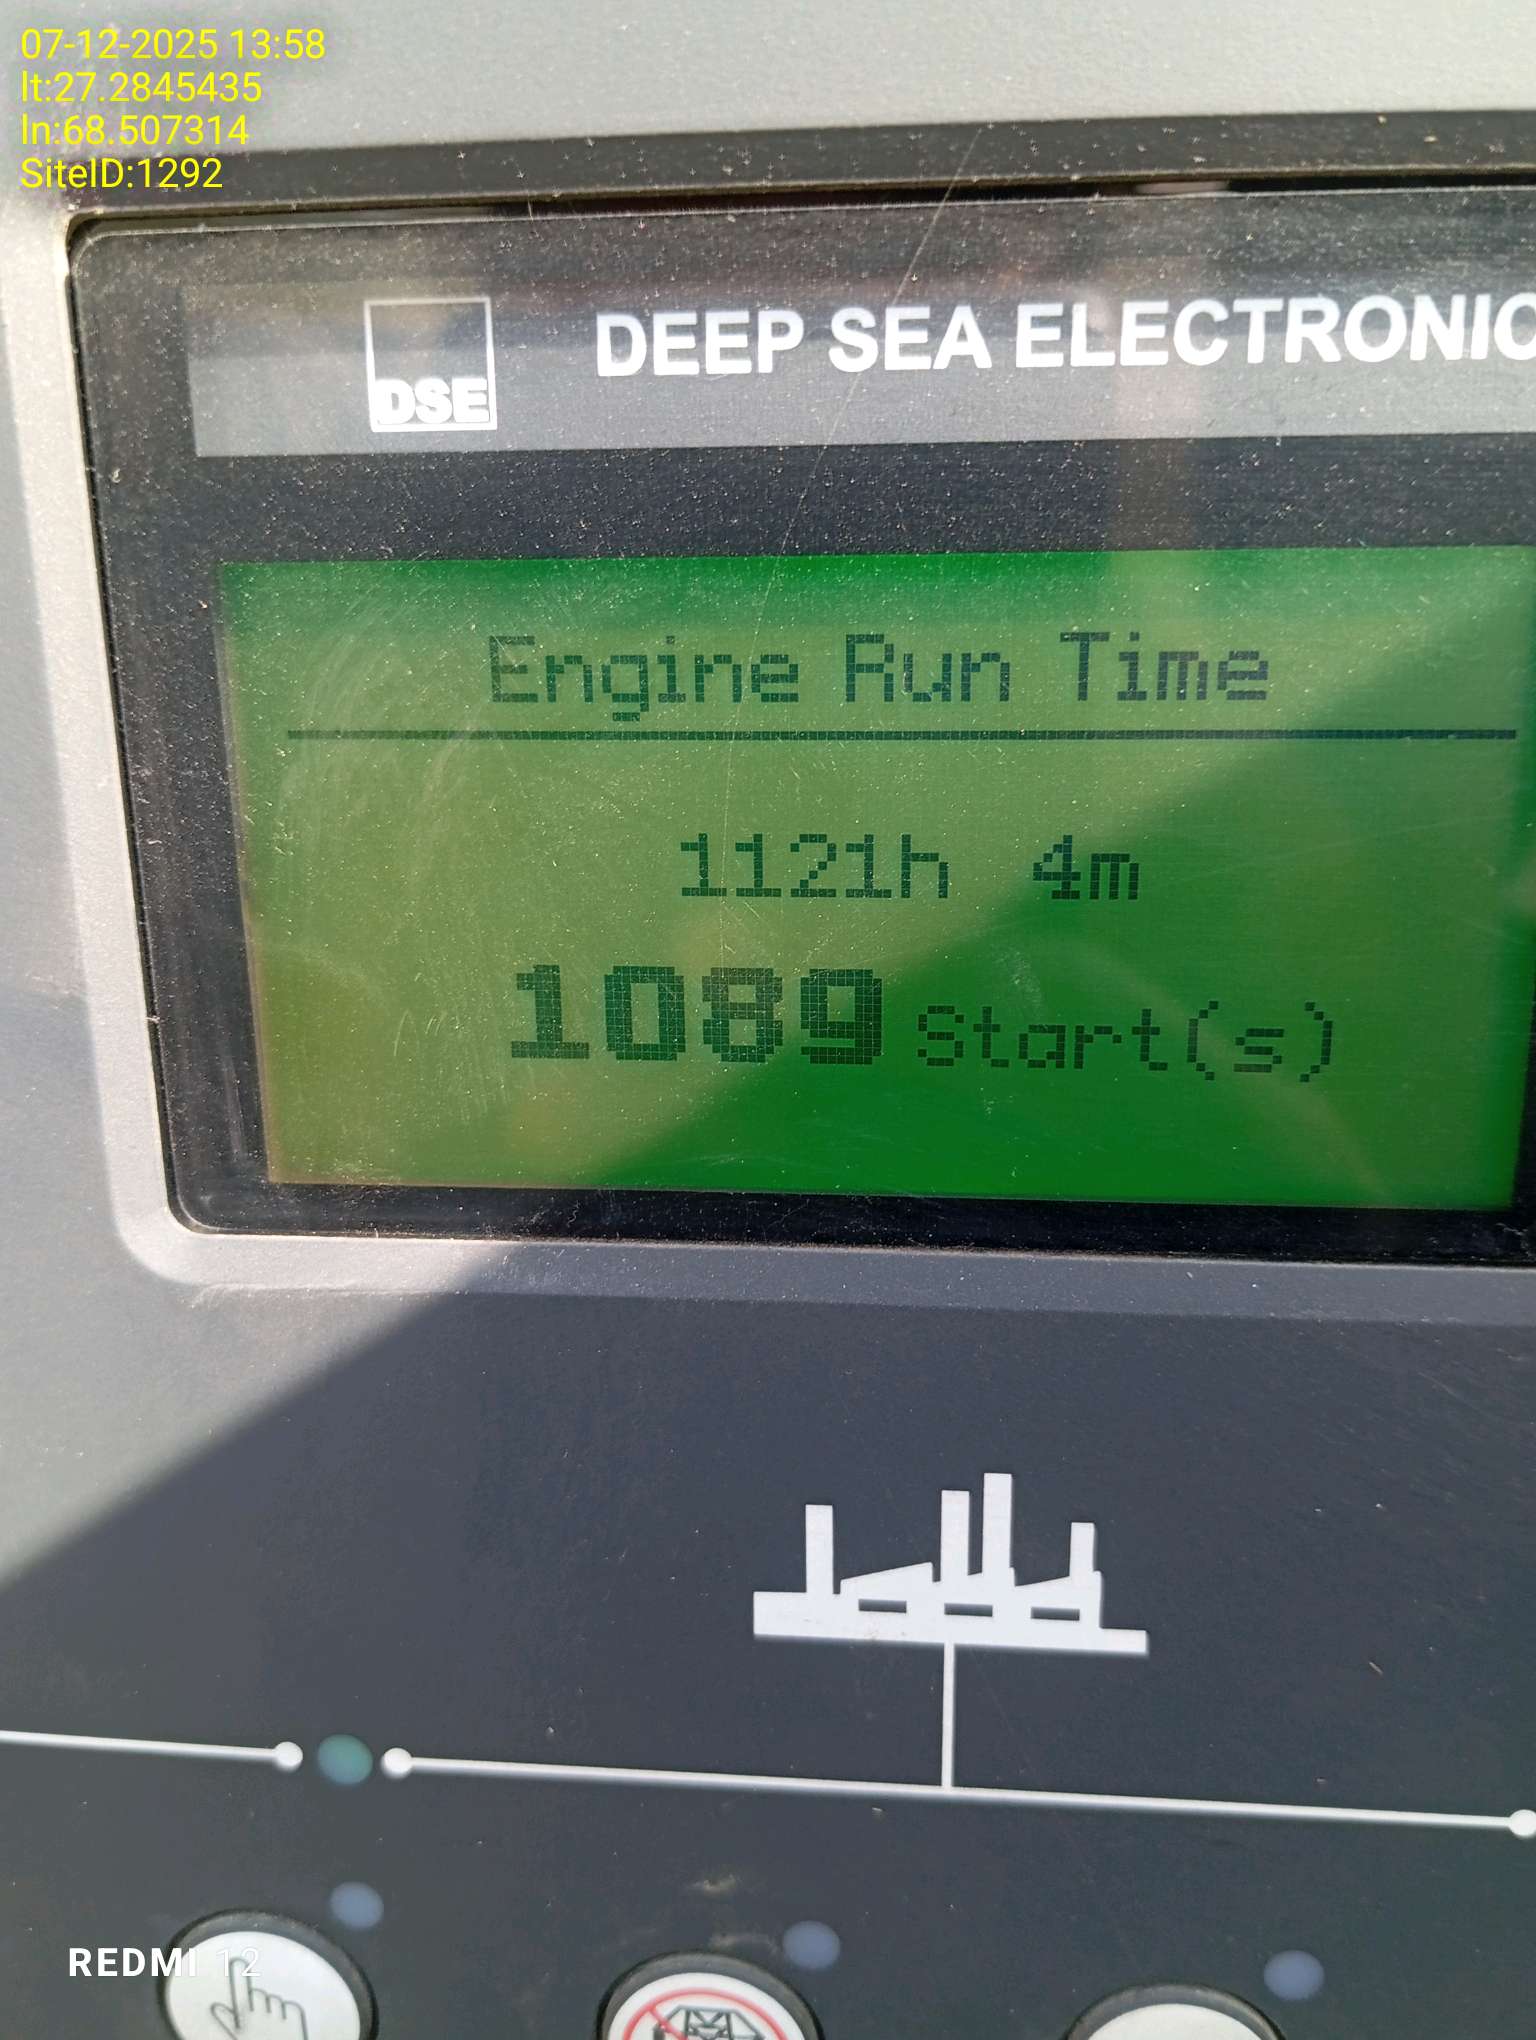 07-12-2025 13:58
lt:27.2845435
ln:68.507314
SiteID:1292
DSE
DEEP SEA ELECTRONIC
Engine Run Time
1121h 4m
1089 Start(s)
REDMI 12